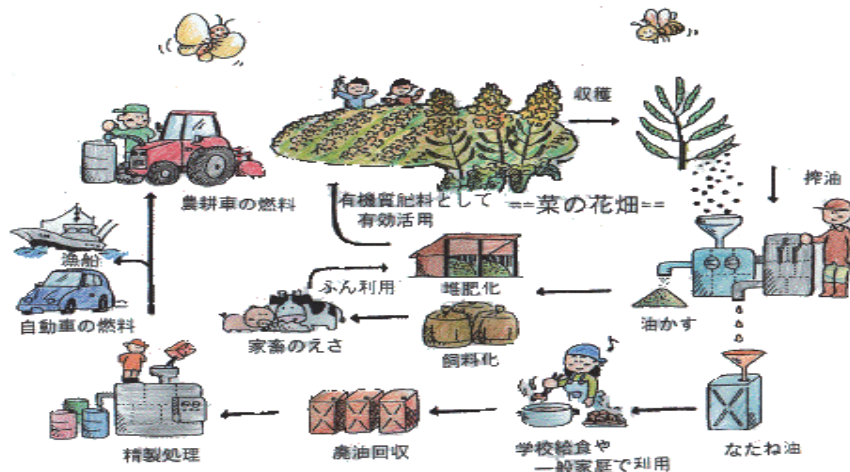 収穫
搾油
農耕車の燃料
有機質肥料として
有効活用
==菜の花畑==
漁船
ふん利用
堆肥化
自動車の燃料
家畜のえさ
飼料化
油かす
精製処理
廃油回収
学校給食や
一般家庭で利用
なたね油